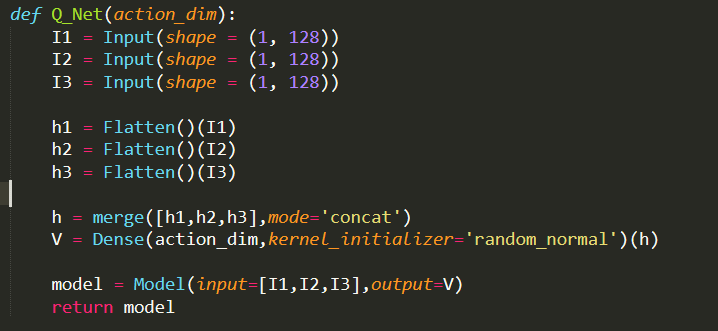 def Q_Net(action_dim):
    I1 = Input(shape = (1, 128))
    I2 = Input(shape = (1, 128))
    I3 = Input(shape = (1, 128))

    h1 = Flatten()(I1)
    h2 = Flatten()(I2)
    h3 = Flatten()(I3)

    h = merge([h1,h2,h3],mode='concat')
    V = Dense(action_dim,kernel_initializer='random_normal')(h)

    model = Model(input=[I1,I2,I3],output=V)
    return model